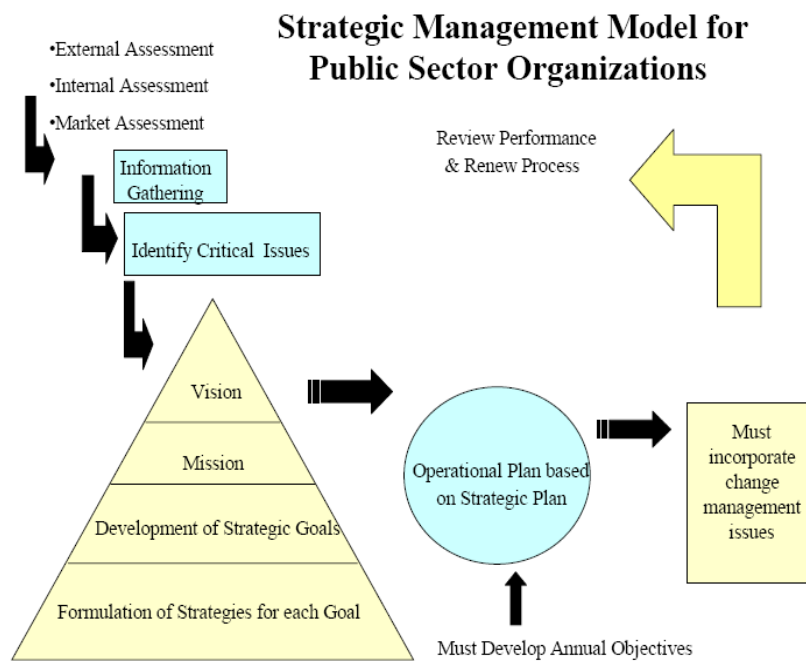 Strategic Management Model for
Public Sector Organizations
•External Assessment
•Internal Assessment
•Market Assessment
Information
Gathering
Identify Critical Issues
Review Performance
& Renew Process
Vision
Mission
Development of Strategic Goals
Formulation of Strategies for each Goal
Operational Plan based
on Strategic Plan
Must Develop Annual Objectives
Must
incorporate
change
management
issues